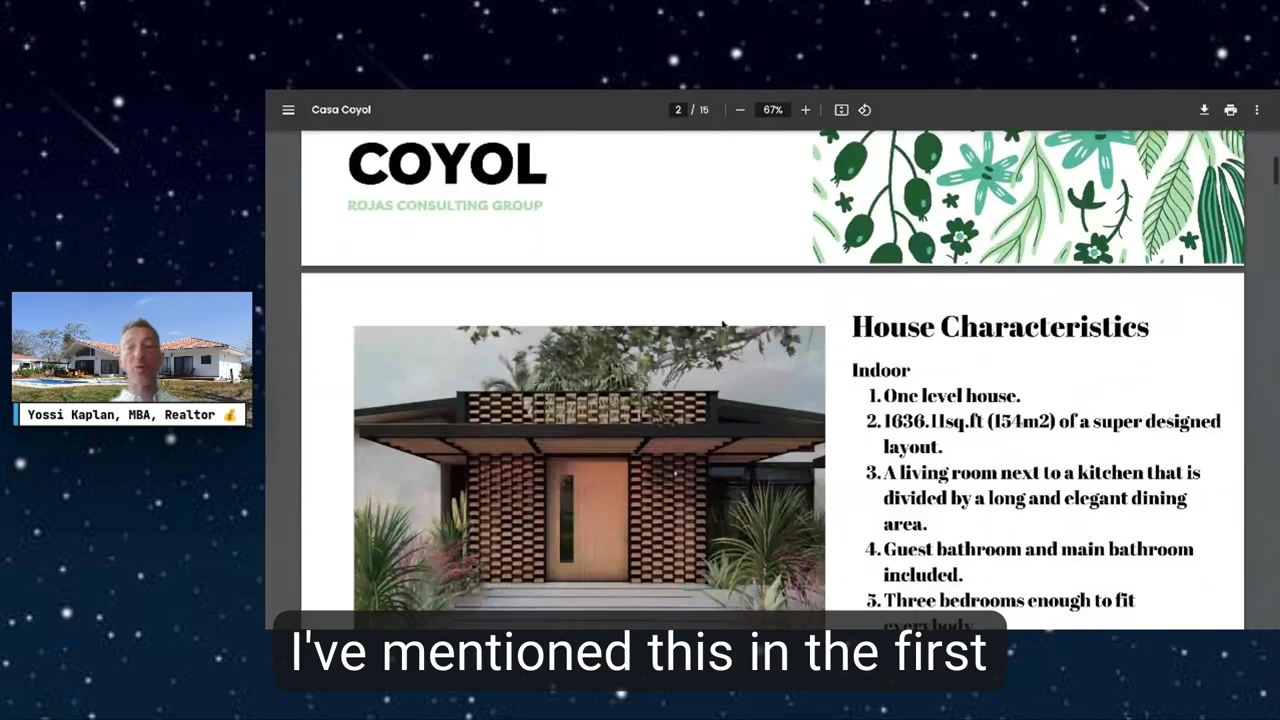 Casa Coyol
2 / 15
67%
COYOL
ROJAS CONSULTING GROUP
House Characteristics
Indoor
1. One level house.
2. 1636.11sq.ft (154m2) of a super designed
layout.
3. A living room next to a kitchen that is
divided by a long and elegant dining
area.
4. Guest bathroom and main bathroom
included.
5. Three bedrooms enough to fit
everybody
Yossi Kaplan, MBA, Realtor 💰
I've mentioned this in the first